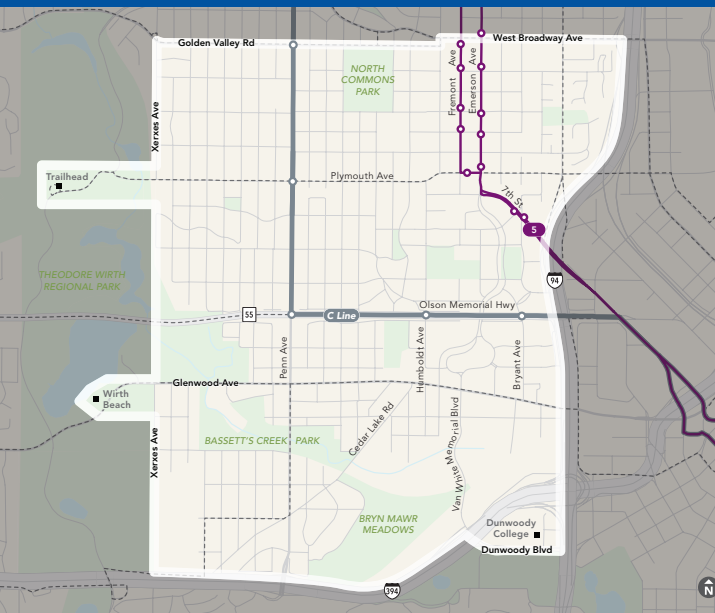 Golden Valley Rd
West Broadway Ave
NORTH
COMMONS
PARK
Fremont Ave
Emerson Ave
Xerxes Ave
Trailhead
Plymouth Ave
7th St
5
THEODORE WIRTH
REGIONAL PARK
94
Olson Memorial Hwy
55
C Line
Penn Ave
Humboldt Ave
Bryant Ave
Glenwood Ave
Wirth
Beach
Cedar Lake Rd
Van White Memorial Blvd
Xerxes Ave
BASSETT'S CREEK PARK
BRYN MAWR
MEADOWS
Dunwoody
College
Dunwoody Blvd
394
N